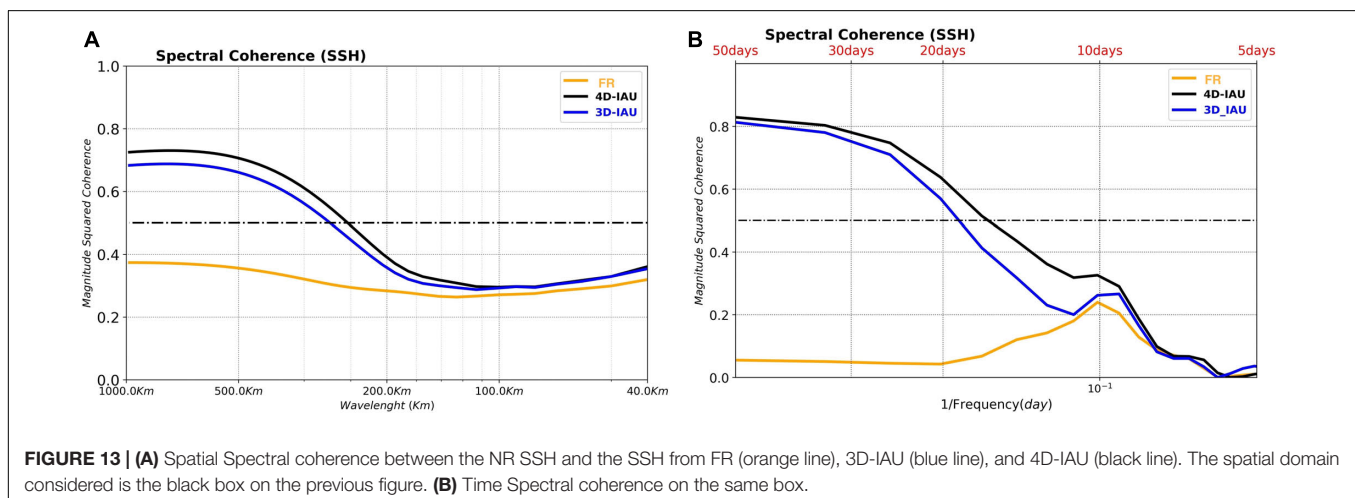 A
Spectral Coherence (SSH)
1.0
0.8
0.6
0.4
0.2
0.0
Magnitude Squared Coherence
FR
4D-IAU
3D-IAU
1000.0Km
500.0Km
200.0Km
100.0Km
40.0Km
Wavelenght (Km)
B
Spectral Coherence (SSH)
50days
30days
20days
10days
5days
0.8
0.6
0.4
0.2
0.0
Magnitude Squared Coherence
FR
4D-IAU
3D_IAU
10⁻¹
1/Frequency(day)
FIGURE 13 | (A) Spatial Spectral coherence between the NR SSH and the SSH from FR (orange line), 3D-IAU (blue line), and 4D-IAU (black line). The spatial domain
considered is the black box on the previous figure. (B) Time Spectral coherence on the same box.